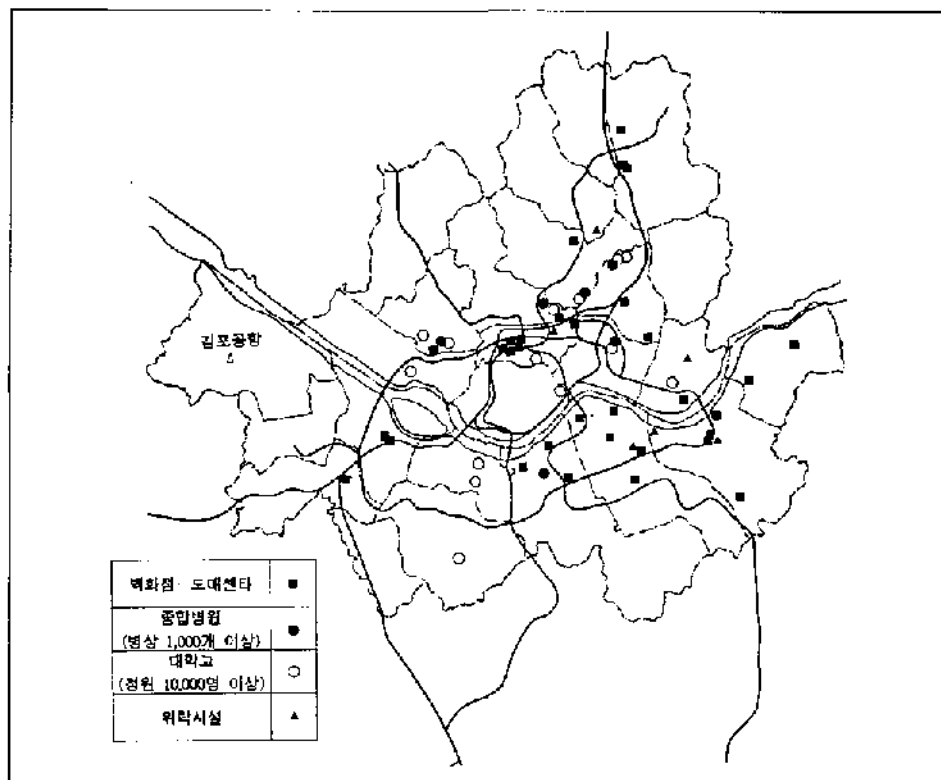 김포공항
백화점·도매센타
종합병원
(병상 1,000개 이상)
대학교
(정원 10,000명 이상)
위락시설